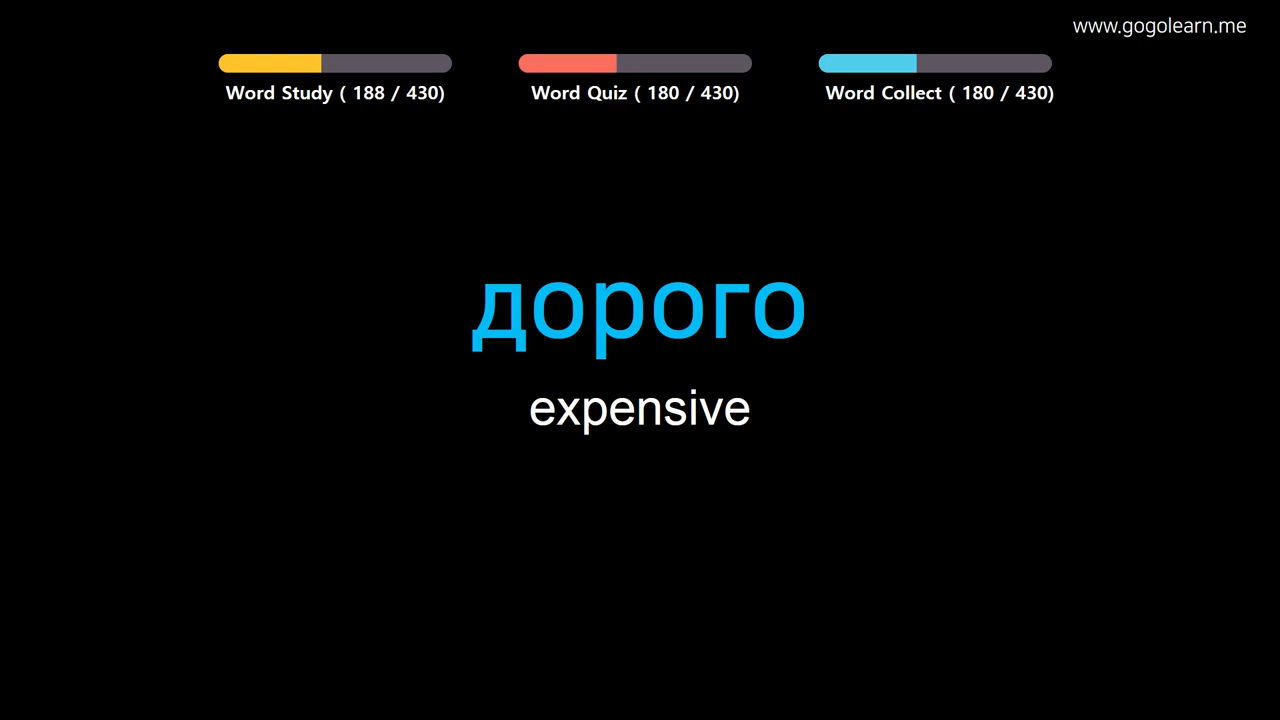 www.gogolearn.me
Word Study ( 188 / 430)
Word Quiz ( 180 / 430)
Word Collect ( 180 / 430)
дорого
expensive